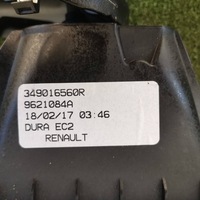 349016560R
9621084A
18/02/17 03:46
DURA EC2
RENAULT